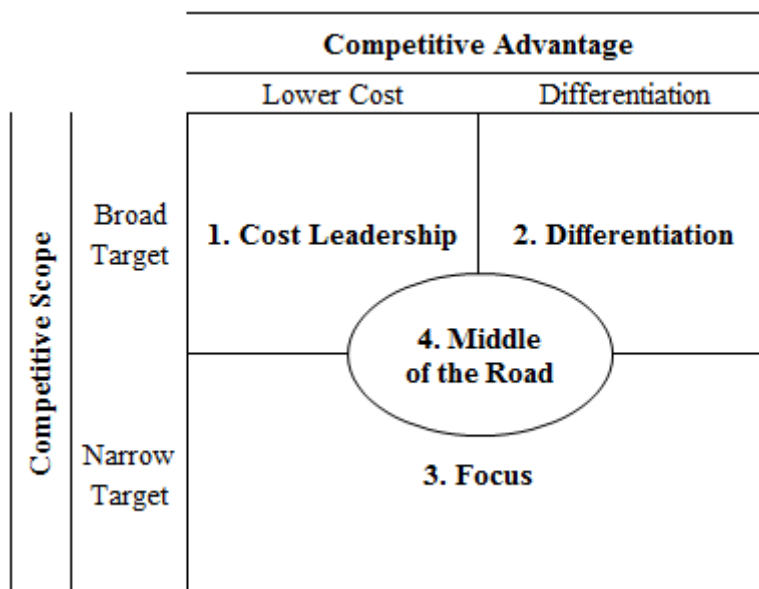 Competitive Advantage
Lower Cost
Differentiation
Competitive Scope
Broad
Target
1. Cost Leadership
2. Differentiation
4. Middle
of the Road
Narrow
Target
3. Focus